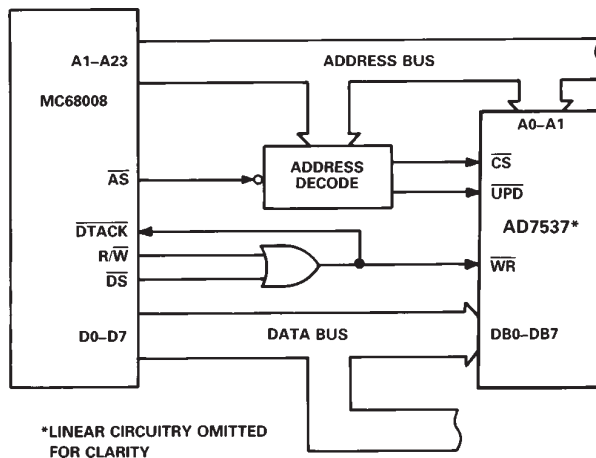 A1–A23
ADDRESS BUS
MC68008
A0–A1
ADDRESS
DECODE
CS
AS
UPD
AD7537*
DTACK
R/W
WR
DS
D0–D7
DATA BUS
DB0–DB7
*LINEAR CIRCUITRY OMITTED
FOR CLARITY